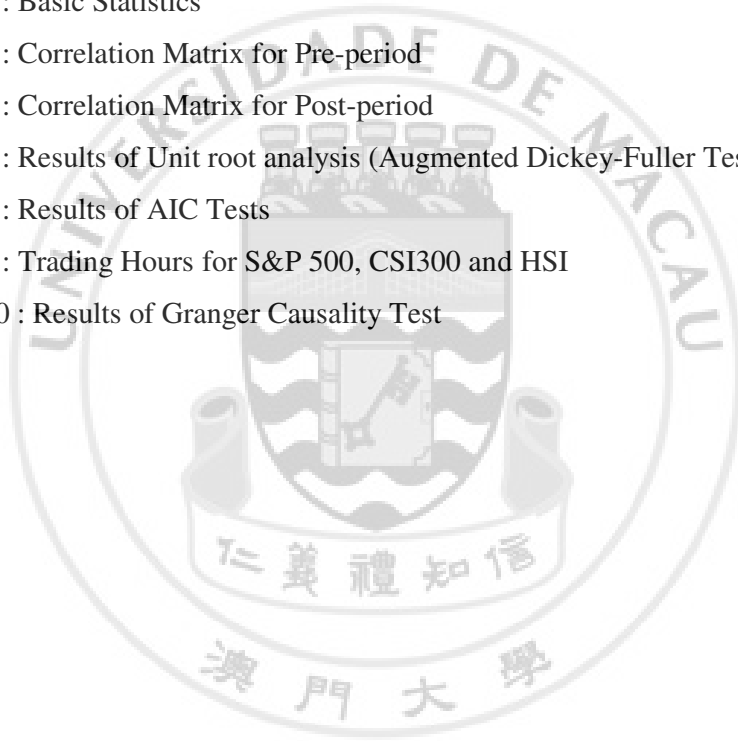 : Basic Statistics
: Correlation Matrix for Pre-period
: Correlation Matrix for Post-period
: Results of Unit root analysis (Augmented Dickey-Fuller Tes
: Results of AIC Tests
: Trading Hours for S&P 500, CSI300 and HSI
0 : Results of Granger Causality Test
UNIVERSIDADE DE MACAU
仁義禮知信
澳門大學